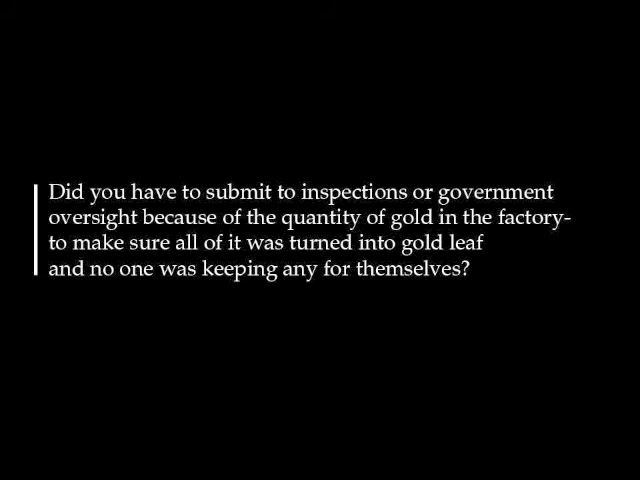 Did you have to submit to inspections or government
oversight because of the quantity of gold in the factory-
to make sure all of it was turned into gold leaf
and no one was keeping any for themselves?